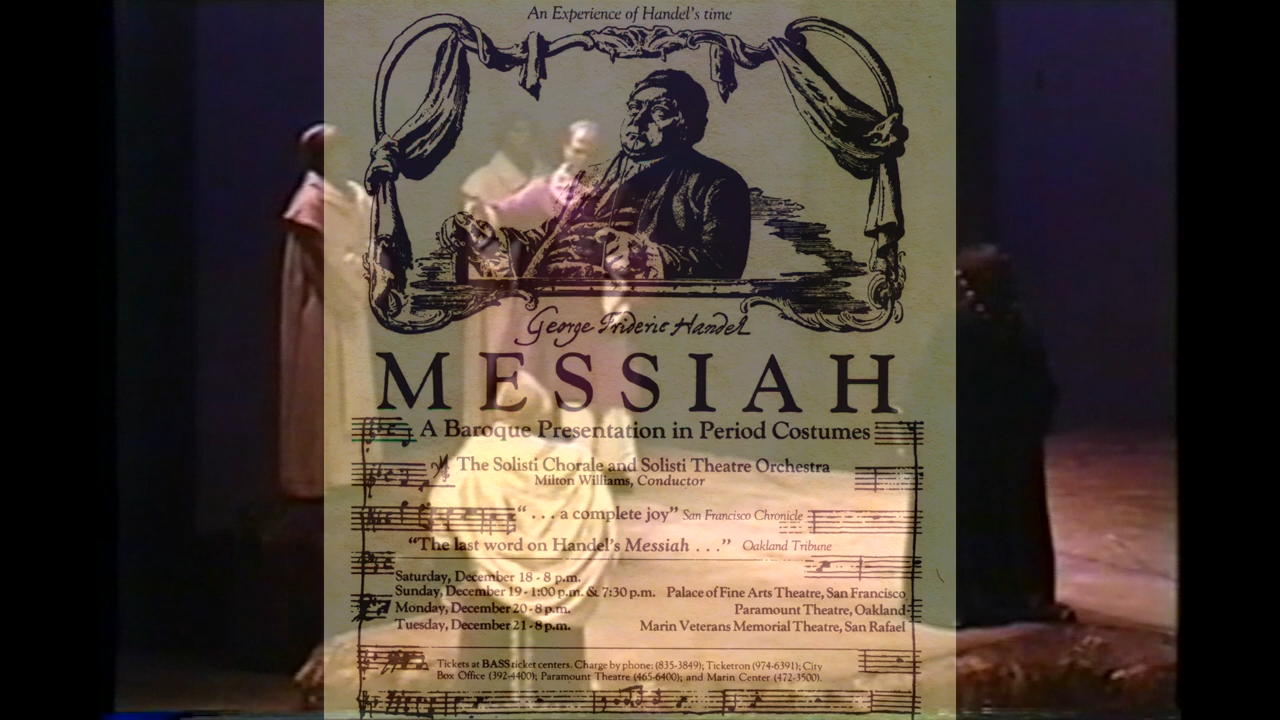 An Experience of Handel's time
George Frideric Handel
MESSIAH
A Baroque Presentation in Period Costumes
The Solisti Chorale and Solisti Theatre Orchestra
Milton Williams, Conductor
". . . a complete joy" San Francisco Chronicle
"The last word on Handel's Messiah . . ." Oakland Tribune
Saturday, December 18 - 8 p.m.
Sunday, December 19 - 1:00 p.m. & 7:30 p.m. Palace of Fine Arts Theatre, San Francisco
Monday, December 20 - 8 p.m. Paramount Theatre, Oakland
Tuesday, December 21 - 8 p.m. Marin Veterans Memorial Theatre, San Rafael
Tickets at BASS ticket centers. Charge by phone: (835-3849); Ticketron (974-6391); City
Box Office (392-4400); Paramount Theatre (465-6400); and Marin Center (472-3500).